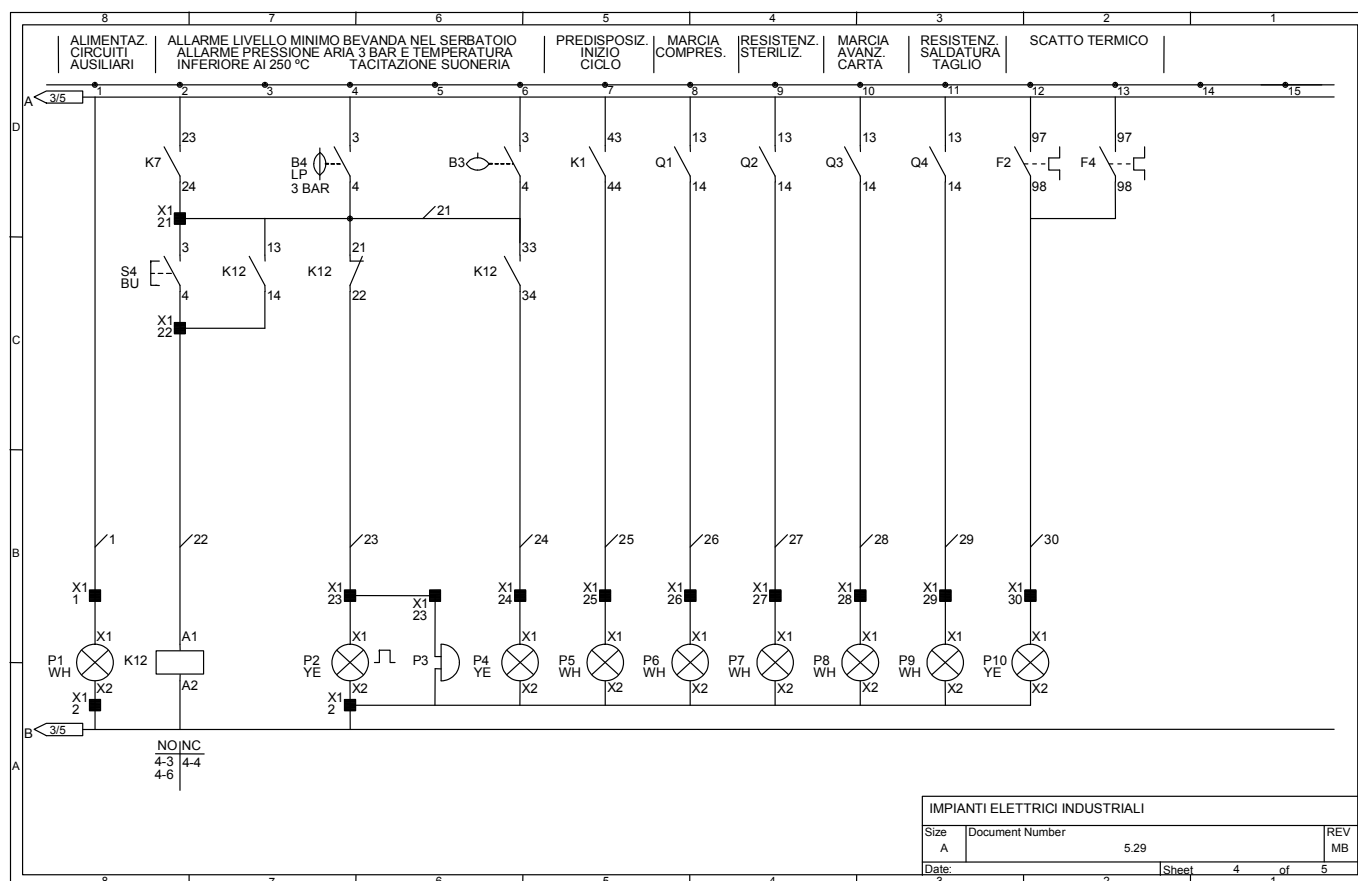 8 7 6 5 4 3 2 1
ALIMENTAZ.
CIRCUITI
AUSILIARI
ALLARME LIVELLO MINIMO BEVANDA NEL SERBATOIO
ALLARME PRESSIONE ARIA 3 BAR E TEMPERATURA
INFERIORE AI 250 ºC TACITAZIONE SUONERIA
PREDISPOSIZ.
INIZIO
CICLO
MARCIA
COMPRES.
RESISTENZ.
STERILIZ.
MARCIA
AVANZ.
CARTA
RESISTENZ.
SALDATURA
TAGLIO
SCATTO TERMICO
A 3/5 1 2 3 4 5 6 7 8 9 10 11 12 13 14 15
D
23 3 3 43 13 13 13 13 97 97
K7 B4 B3 K1 Q1 Q2 Q3 Q4 F2 F4
LP
3 BAR
24 4 4 44 14 14 14 14 98 98
X1
21 21
3 13 21 33
S4 K12 K12 K12
BU
4 14 22 34
X1
22
C
B
1 22 23 24 25 26 27 28 29 30
X1 X1 X1 X1 X1 X1 X1 X1 X1 X1
1 23 23 24 25 26 27 28 29 30
X1 A1 X1 X1 X1 X1 X1 X1 X1 X1
P1 K12 P2 P3 P4 P5 P6 P7 P8 P9 P10
WH YE YE WH WH WH WH WH YE
X2 A2 X2 X2 X2 X2 X2 X2 X2 X2
X1 X1
2 2
B 3/5
NO NC
4-3 4-4
4-6
A
IMPIANTI ELETTRICI INDUSTRIALI
Size Document Number REV
A 5.29 MB
Date: Sheet 4 of 5
8 7 6 5 4 3 2 1